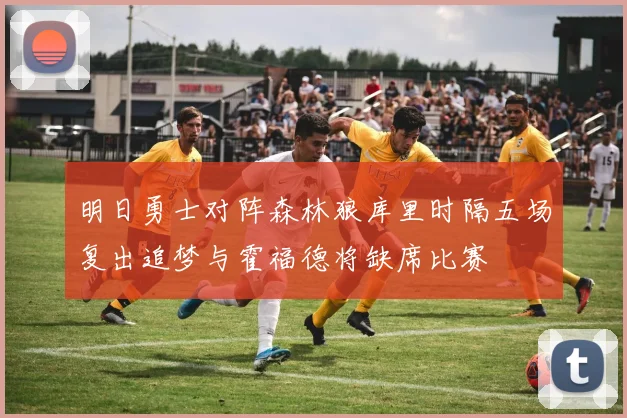 明日勇士对阵森林狼库里时隔五场
复出追梦与霍福德将缺席比赛
t
15